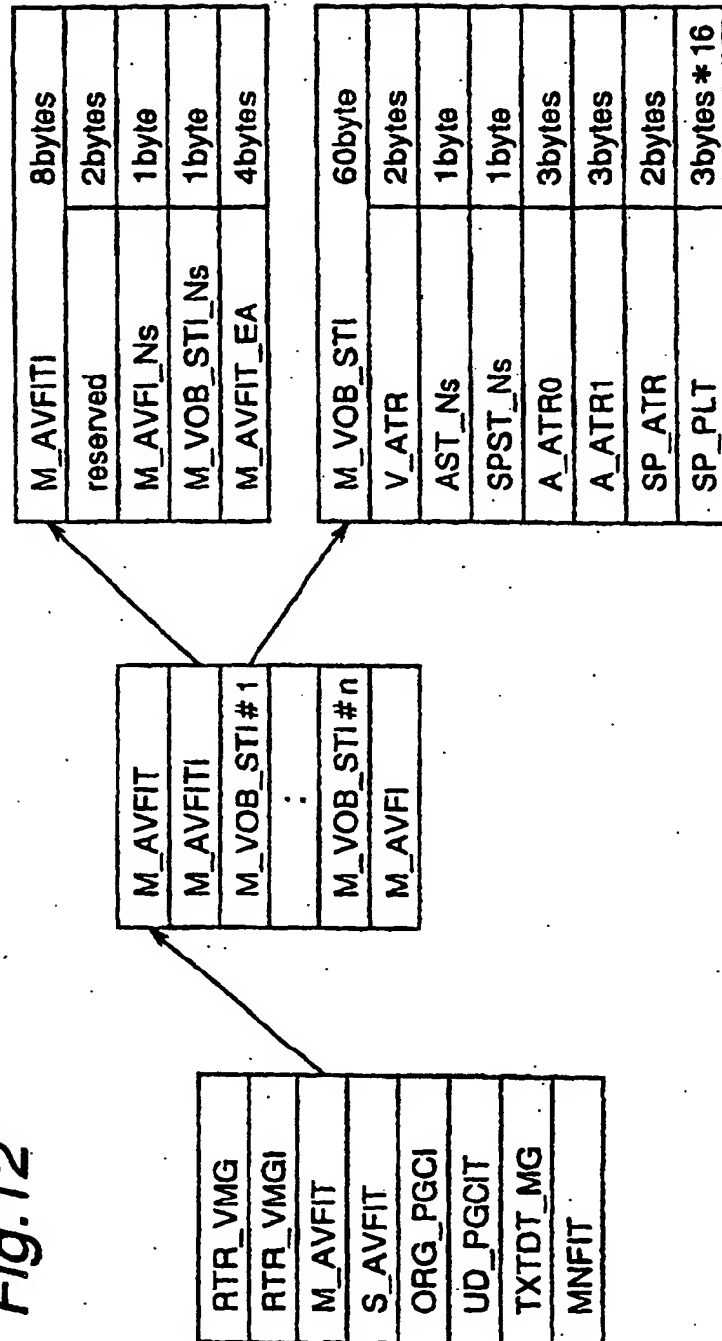 Fig.12
RTR_VMG
RTR_VMGI
M_AVFIT
S_AVFIT
ORG_PGCI
UD_PGCIT
TXTDT_MG
MNFIT
M_AVFIT
M_AVFITI
M_VOB_STI#1
:
M_VOB_STI#n
M_AVFI
M_AVFITI 8bytes
reserved 2bytes
M_AVFI_Ns 1byte
M_VOB_STI_Ns 1byte
M_AVFIT_EA 4bytes
M_VOB_STI 60byte
V_ATR 2bytes
AST_Ns 1byte
SPST_Ns 1byte
A_ATR0 3bytes
A_ATR1 3bytes
SP_ATR 2bytes
SP_PLT 3bytes*16